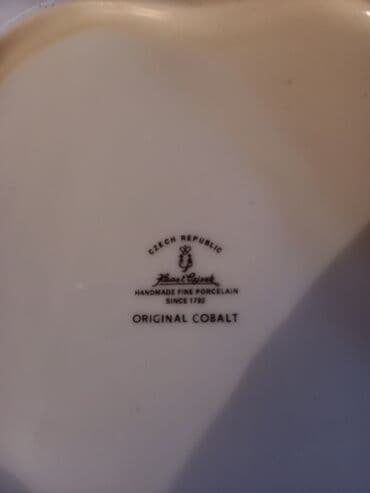 CZECH REPUBLIC
HANDMADE FINE PORCELAIN
SINCE 1792
ORIGINAL COBALT